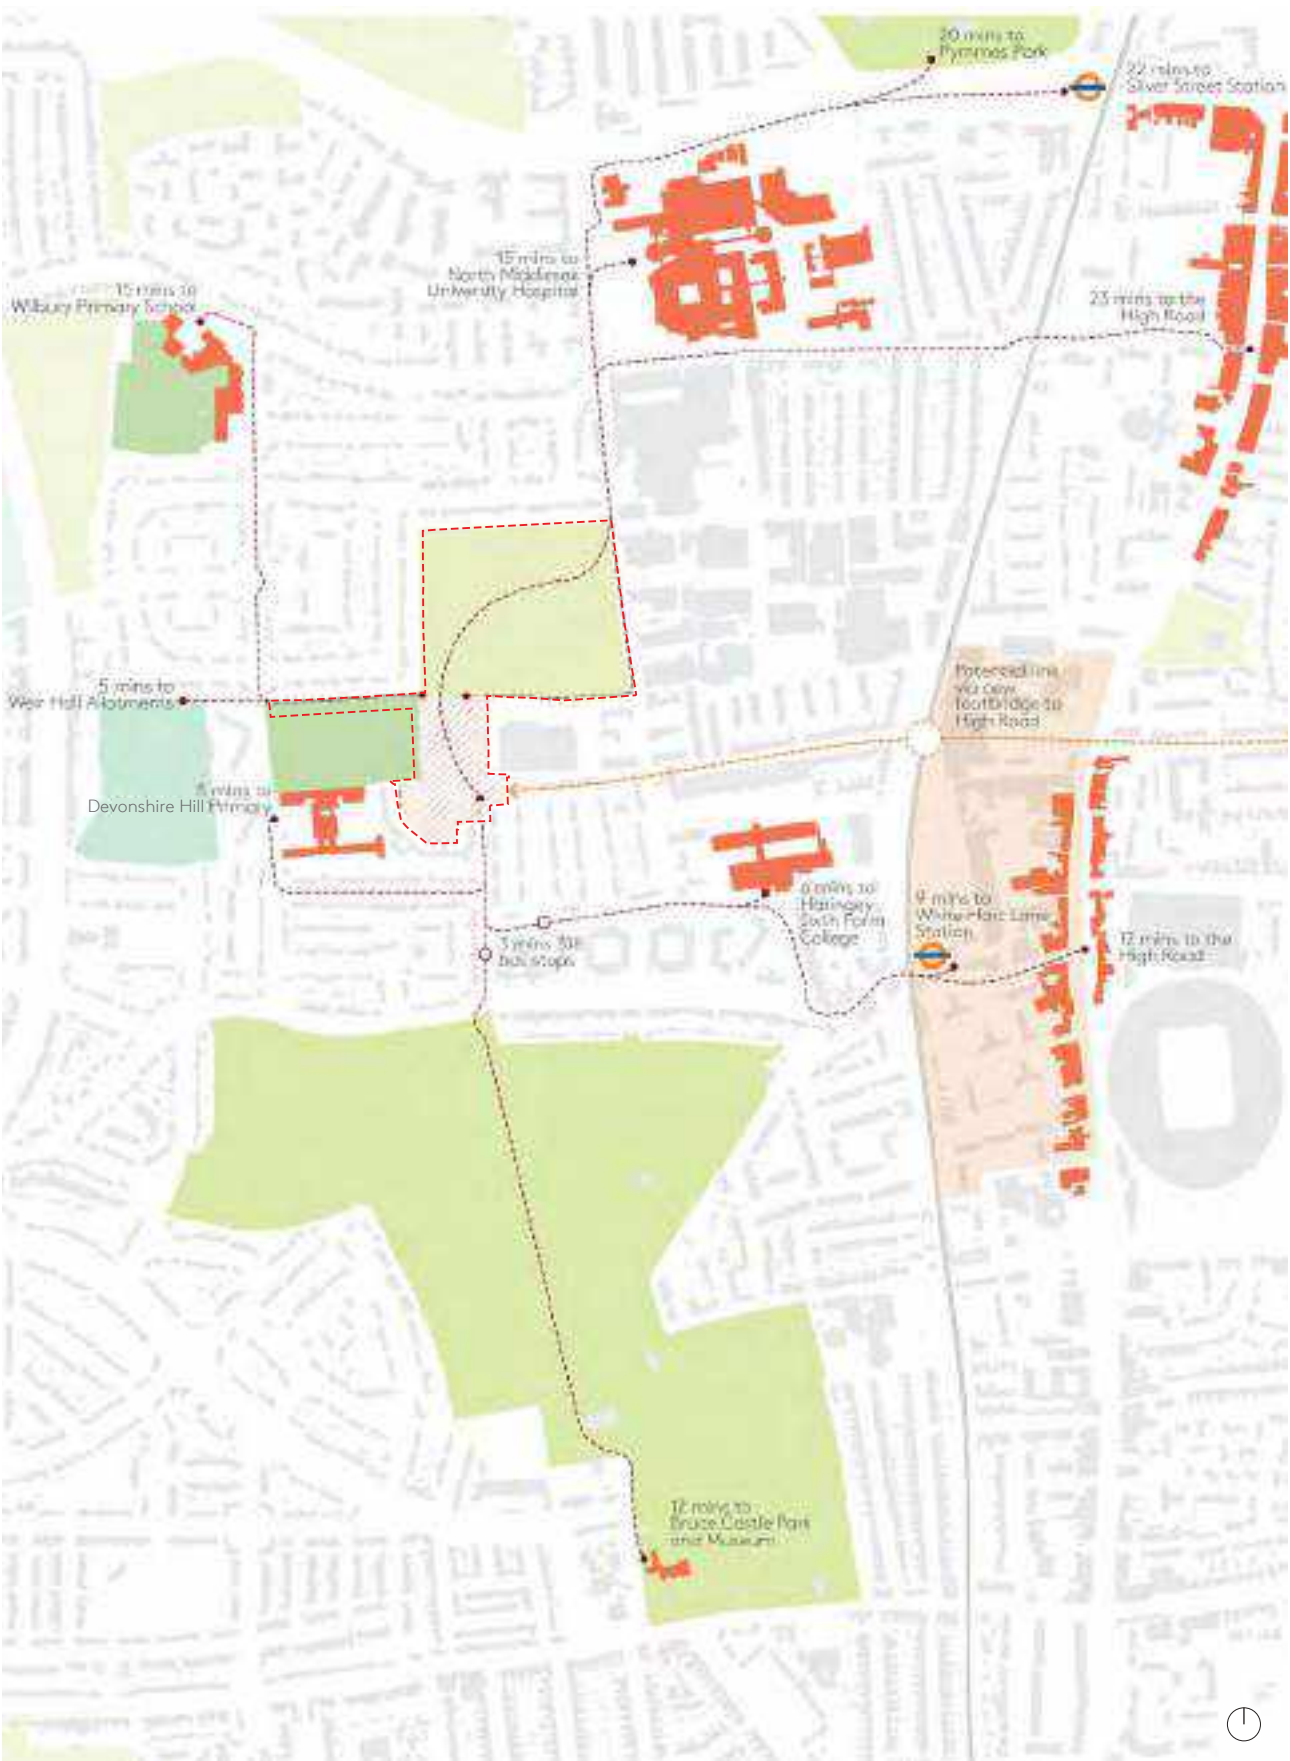 20 mins to
Pymmes Park
22 mins to
Silver Street Station
15 mins to
North Middlesex
University Hospital
15 mins to
Wilbury Primary School
23 mins to the
High Road
5 mins to
Weir Hall Allotments
Potential link
via new
footbridge to
High Road
mins to
Devonshire Hill Primary
6 mins to
Haringey
Sixth Form
College
9 mins to
White Hart Lane
Station
3 mins
bus stops
12 mins to the
High Road
12 mins to
Bruce Castle Park
and Museum